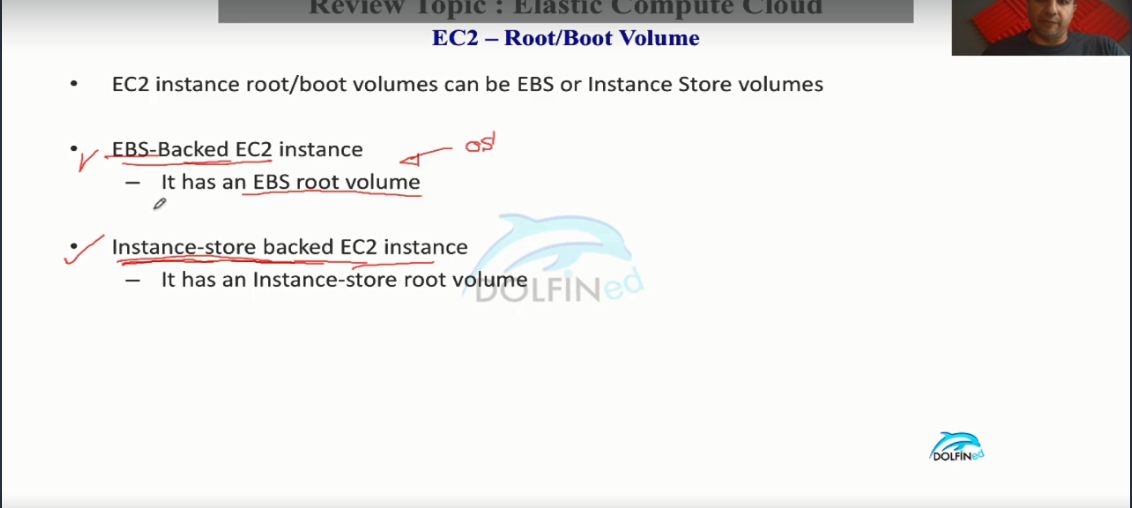 Review Topic : Elastic Compute Cloud
EC2 – Root/Boot Volume
• EC2 instance root/boot volumes can be EBS or Instance Store volumes
• EBS-Backed EC2 instance
OS
– It has an EBS root volume
• Instance-store backed EC2 instance
– It has an Instance-store root volume
DOLFINed
DOLFINed